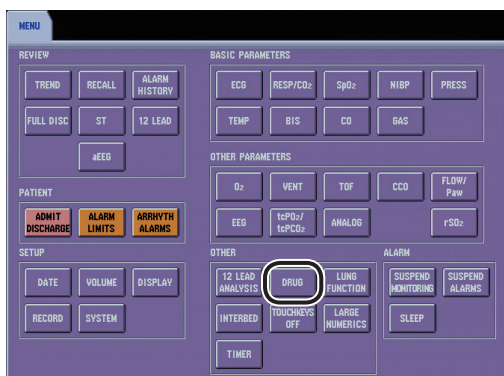 MENU
REVIEW
TREND RECALL ALARM HISTORY
FULL DISC ST 12 LEAD
aEEG
PATIENT
ADMIT DISCHARGE ALARM LIMITS ARRHYTH ALARMS
SETUP
DATE VOLUME DISPLAY
RECORD SYSTEM
BASIC PARAMETERS
ECG RESP/CO2 SpO2 NIBP PRESS
TEMP BIS CO GAS
OTHER PARAMETERS
O2 VENT TOF CCO FLOW/Paw
EEG tcPO2/tcPCO2 ANALOG rSO2
OTHER
12 LEAD ANALYSIS DRUG LUNG FUNCTION
INTERBED TOUCHKEYS OFF LARGE NUMERICS
TIMER
ALARM
SUSPEND MONITORING SUSPEND ALARMS
SLEEP